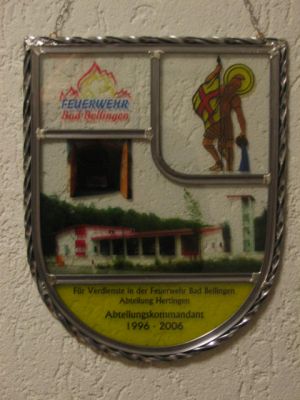 FEUERWEHR
Bad Bellingen
Für Verdienste in der Feuerwehr Bad Bellingen
Abteilung Hertingen
Abteilungskommandant
1996 - 2006